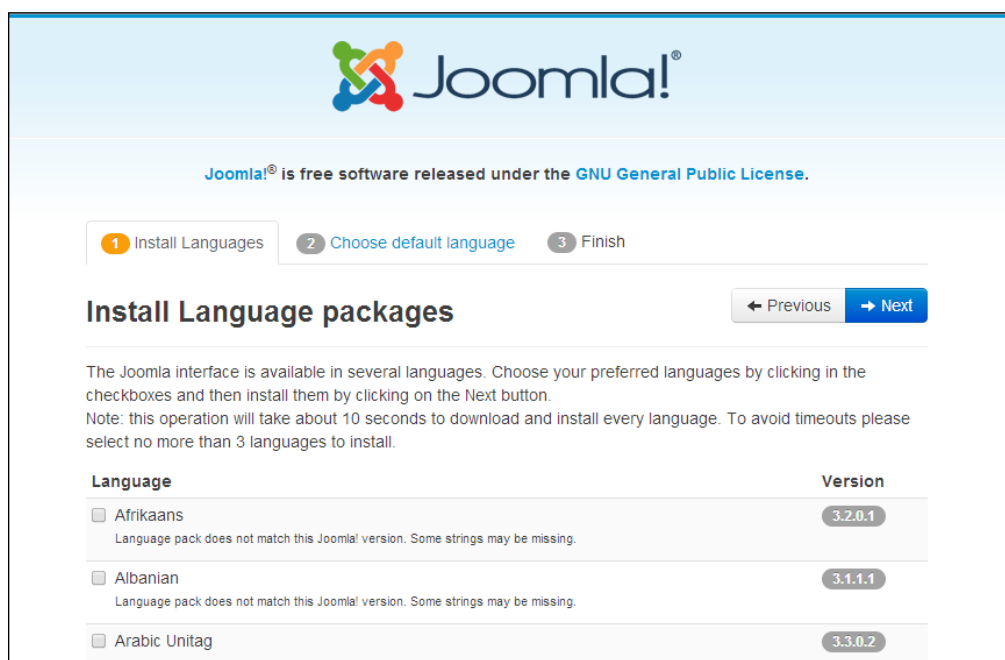 Joomla!®
Joomla!® is free software released under the GNU General Public License.
1 Install Languages 2 Choose default language 3 Finish
Install Language packages
Previous Next
The Joomla interface is available in several languages. Choose your preferred languages by clicking in the
checkboxes and then install them by clicking on the Next button.
Note: this operation will take about 10 seconds to download and install every language. To avoid timeouts please
select no more than 3 languages to install.
Language Version
Afrikaans 3.2.0.1
Language pack does not match this Joomla! version. Some strings may be missing.
Albanian 3.1.1.1
Language pack does not match this Joomla! version. Some strings may be missing.
Arabic Unitag 3.3.0.2